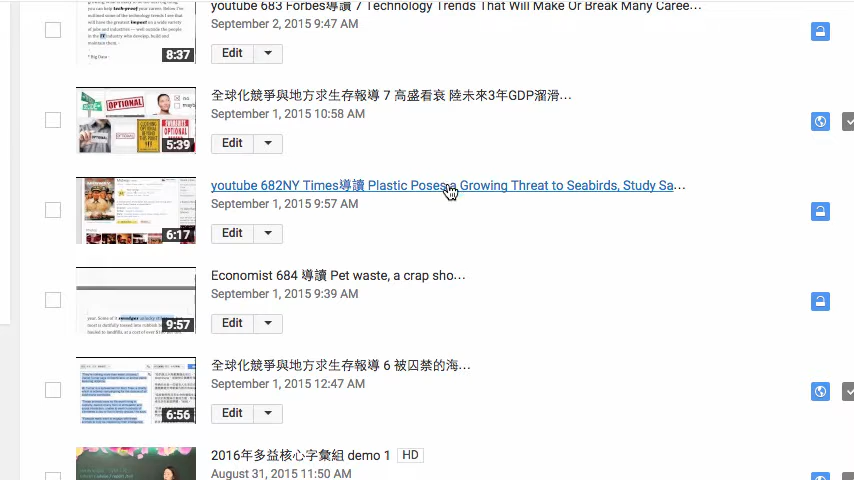 youtube 683 Forbes導讀 7 Technology Trends That Will Make Or Break Many Caree...
September 2, 2015 9:47 AM
8:37
Edit
全球化競爭與地方求生存報導 7 高盛看衰 陸未來3年GDP溜滑...
September 1, 2015 10:58 AM
OPTIONAL
5:39
Edit
youtube 682NY Times導讀 Plastic Poses Growing Threat to Seabirds, Study Sa...
September 1, 2015 9:57 AM
6:17
Edit
Economist 684 導讀 Pet waste, a crap sho...
September 1, 2015 9:39 AM
9:57
Edit
全球化競爭與地方求生存報導 6 被囚禁的海...
September 1, 2015 12:47 AM
6:56
Edit
2016年多益核心字彙組 demo 1 HD
August 31, 2015 11:50 AM